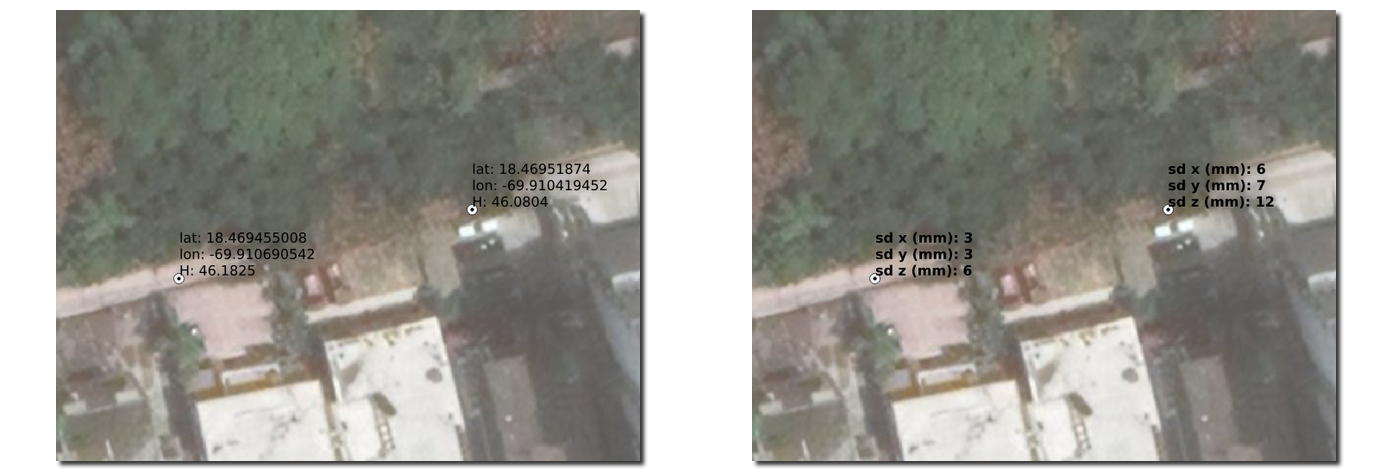 lat: 18.46951874
lon: -69.910419452
H: 46.0804
lat: 18.469455008
lon: -69.910690542
H: 46.1825
sd x (mm): 6
sd y (mm): 7
sd z (mm): 12
sd x (mm): 3
sd y (mm): 3
sd z (mm): 6